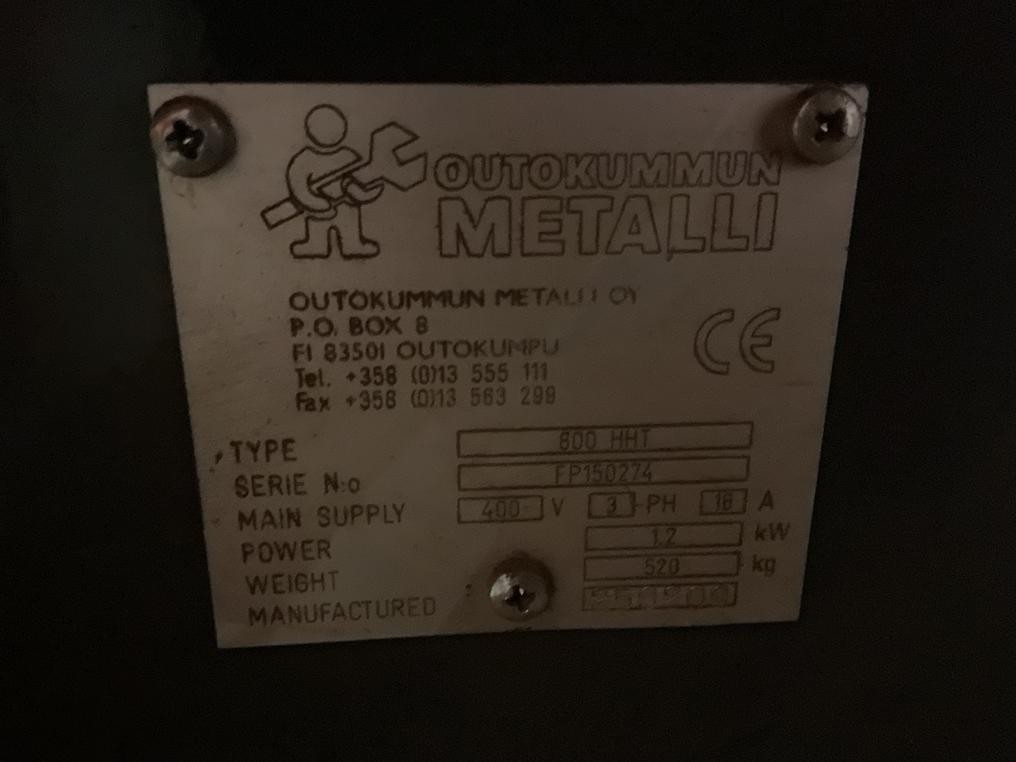 OUTOKUMMUN
METALLI
OUTOKUMMUN METALLI OY
P.O. BOX 8
FI 83501 OUTOKUMPU
Tel. +358 (0)13 555 111
Fax +358 (0)13 563 299
CE
TYPE 800 HHT
SERIE N:o FP150274
MAIN SUPPLY 400 V 3 PH 16 A
POWER 1.2 kW
WEIGHT 520 kg
MANUFACTURED